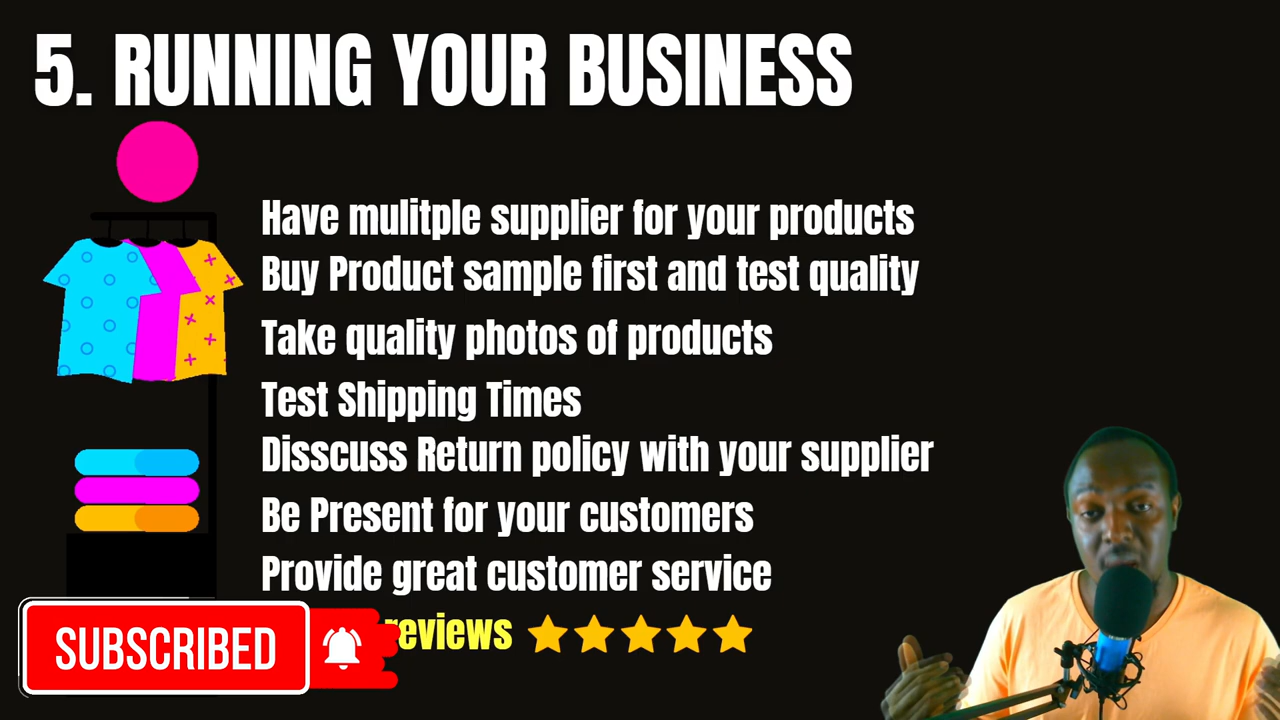 5. RUNNING YOUR BUSINESS
Have mulitple supplier for your products
Buy Product sample first and test quality
Take quality photos of products
Test Shipping Times
Disscuss Return policy with your supplier
Be Present for your customers
Provide great customer service
reviews
SUBSCRIBED